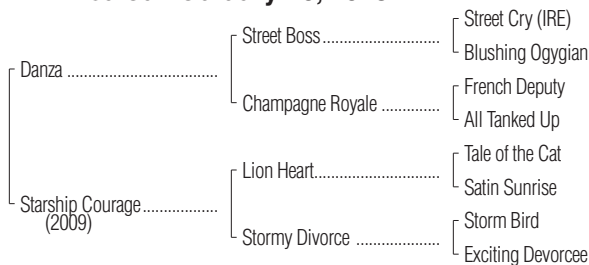 Street Cry (IRE)
Street Boss
Blushing Ogygian
Danza
French Deputy
Champagne Royale
All Tanked Up
Tale of the Cat
Lion Heart
Satin Sunrise
Starship Courage
(2009)
Storm Bird
Stormy Divorce
Exciting Devorcee